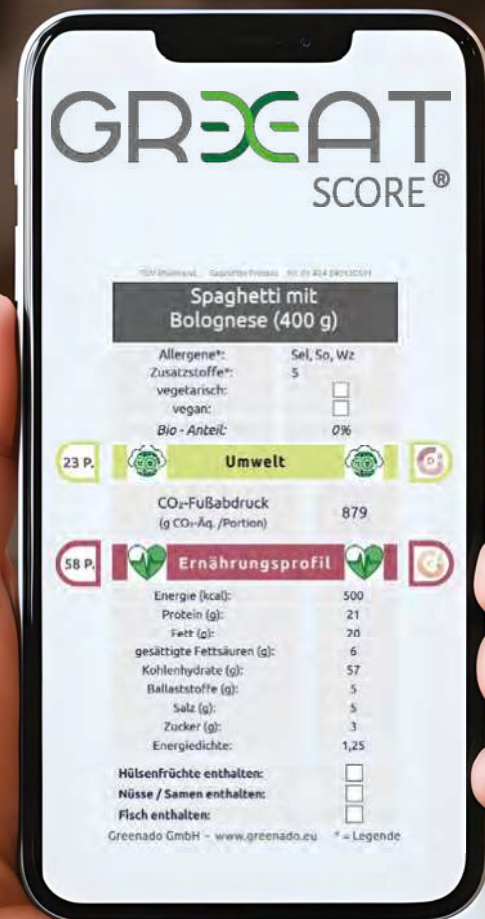 GREEAT
SCORE®
Spaghetti mit
Bolognese (400 g)
Allergene*: Sel, So, Wz
Zusatzstoffe*: 5
vegetarisch:
vegan:
Bio - Anteil: 0%
23 P. Umwelt
CO₂-Fußabdruck
(g CO₂-Äq. /Portion) 879
58 P. Ernährungsprofil
Energie (kcal): 500
Protein (g): 21
Fett (g): 20
gesättigte Fettsäuren (g): 6
Kohlenhydrate (g): 57
Ballaststoffe (g): 5
Salz (g): 5
Zucker (g): 3
Energiedichte: 1,25
Hülsenfrüchte enthalten:
Nüsse / Samen enthalten:
Fisch enthalten:
Greenado GmbH - www.greenado.eu * = Legende